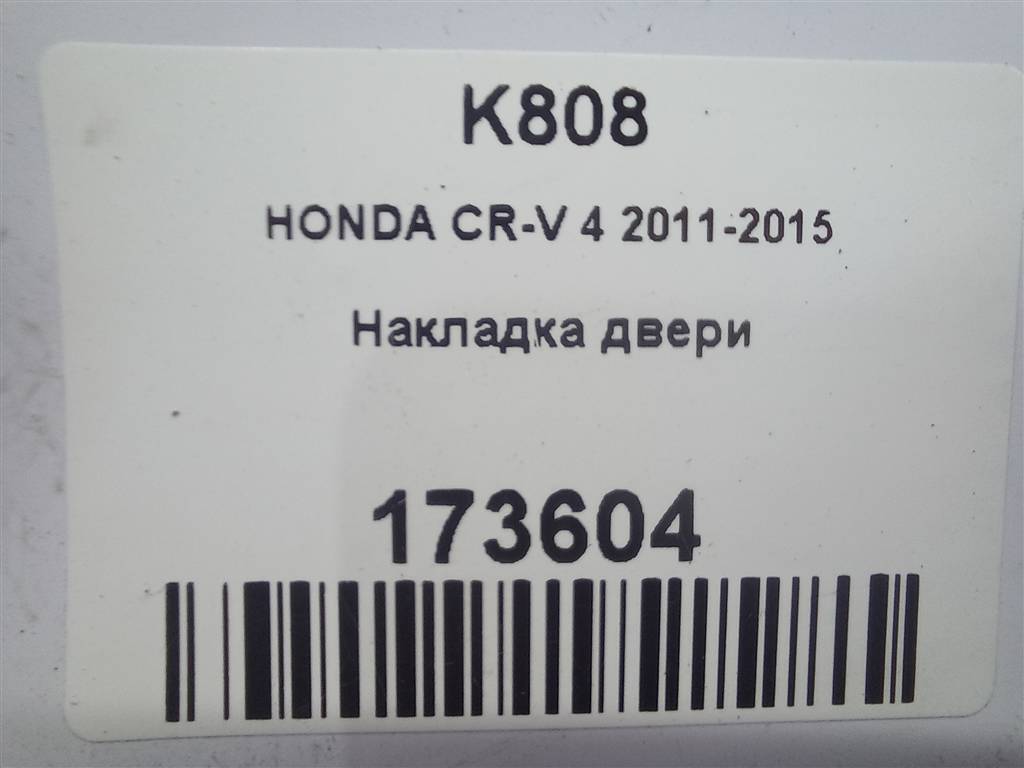 K808
HONDA CR-V 4 2011-2015
Накладка двери
173604